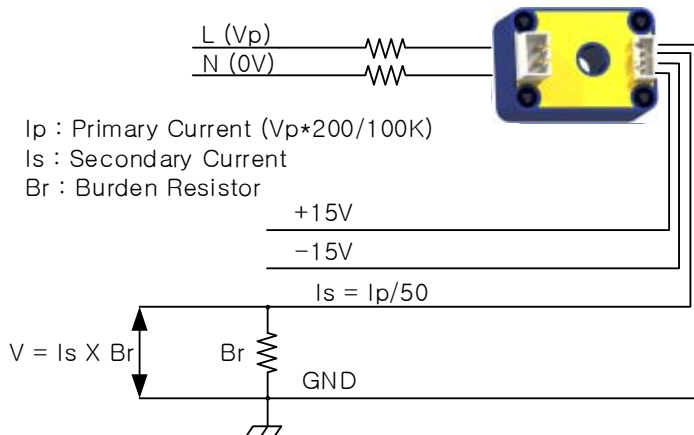 L (Vp)
N (0V)
Ip : Primary Current (Vp*200/100K)
Is : Secondary Current
Br : Burden Resistor
+15V
-15V
Is = Ip/50
V = Is X Br
Br
GND